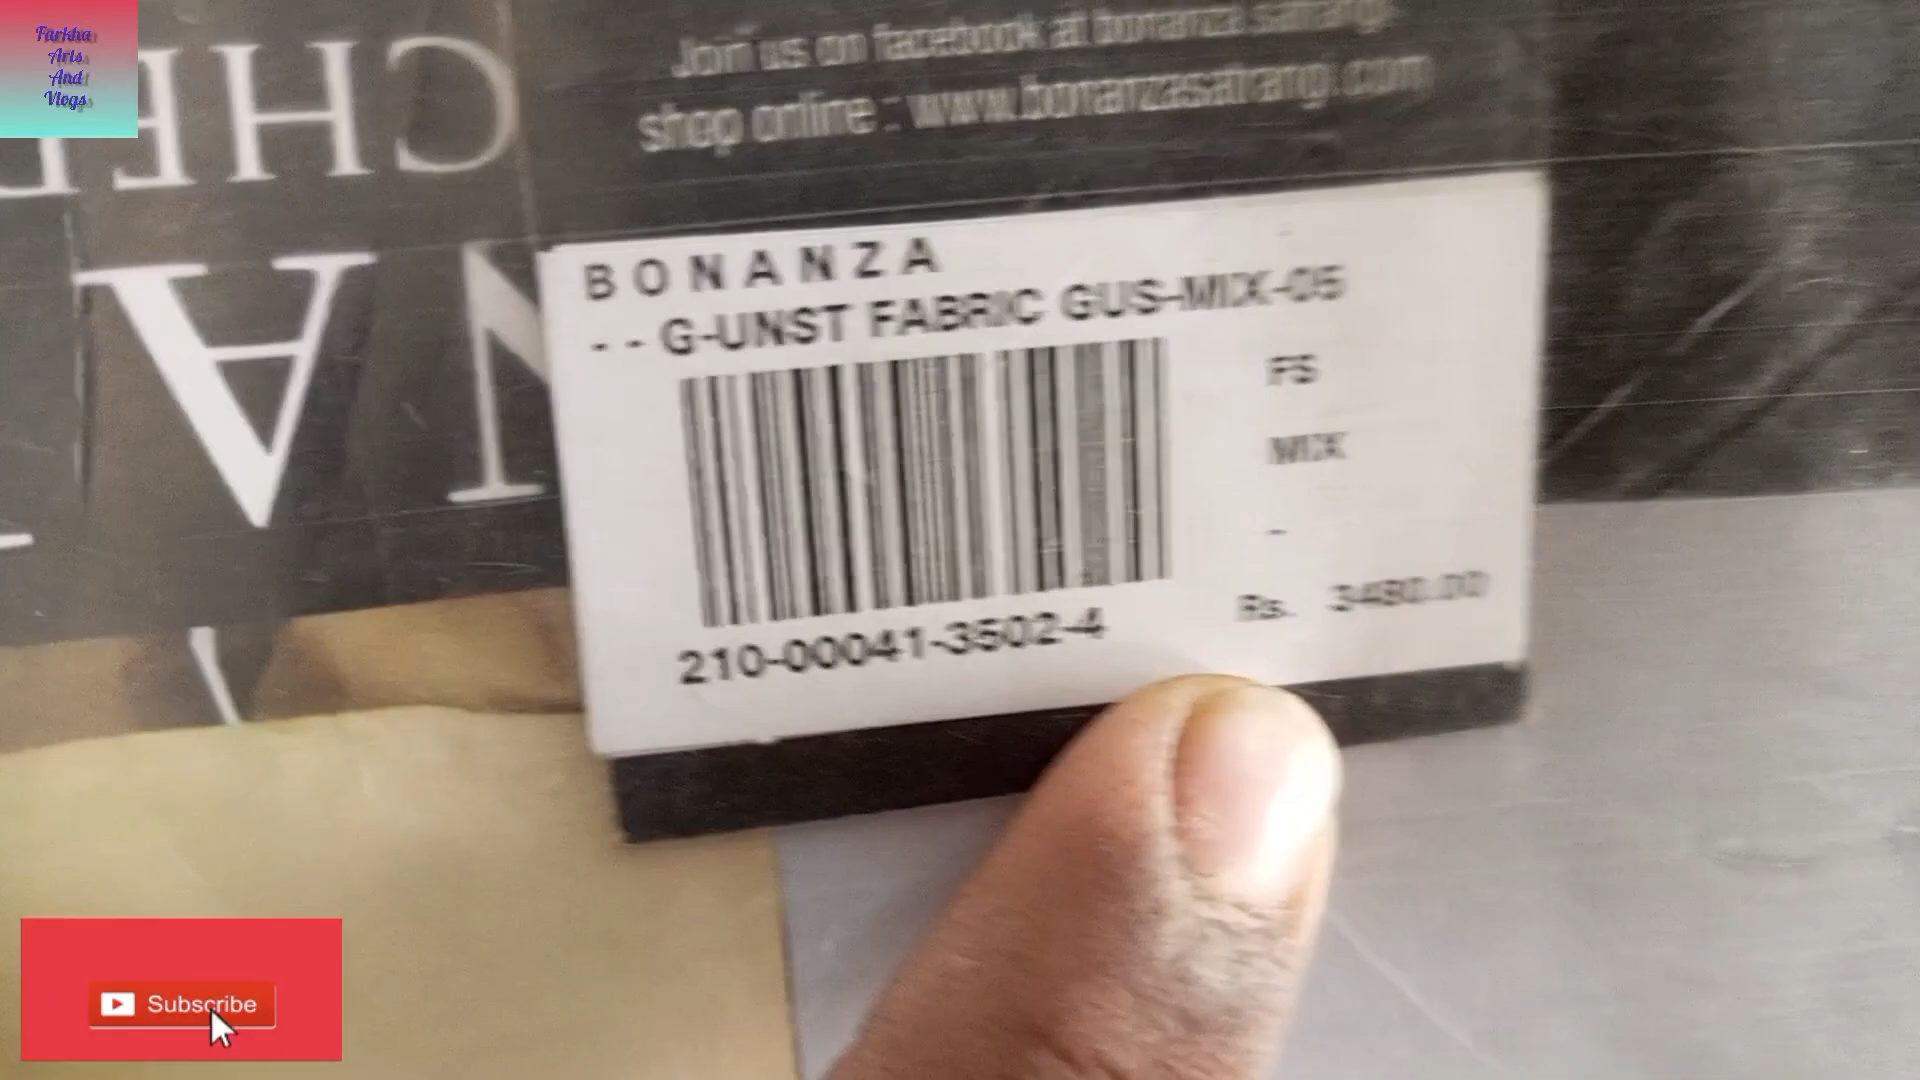 Farkha
Arts
And
Vlogs
Join us on facebook at bonanza.satrangi
shop online : www.bonanzasatrangi.com
BONANZA
- - G-UNST FABRIC GUS-MIX-05
FS
MIX
-
Rs. 3480.00
210-00041-3502-4
Subscribe